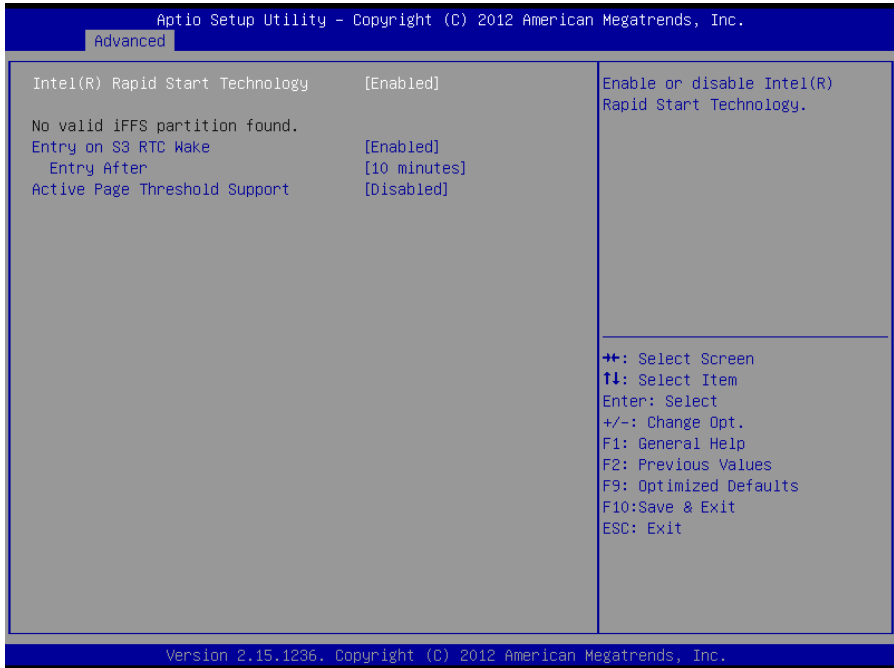 Aptio Setup Utility – Copyright (C) 2012 American Megatrends, Inc.
Advanced
Intel(R) Rapid Start Technology [Enabled]
No valid iFFS partition found.
Entry on S3 RTC Wake [Enabled]
Entry After [10 minutes]
Active Page Threshold Support [Disabled]
Enable or disable Intel(R)
Rapid Start Technology.
→←: Select Screen
↑↓: Select Item
Enter: Select
+/-: Change Opt.
F1: General Help
F2: Previous Values
F9: Optimized Defaults
F10:Save & Exit
ESC: Exit
Version 2.15.1236. Copyright (C) 2012 American Megatrends, Inc.